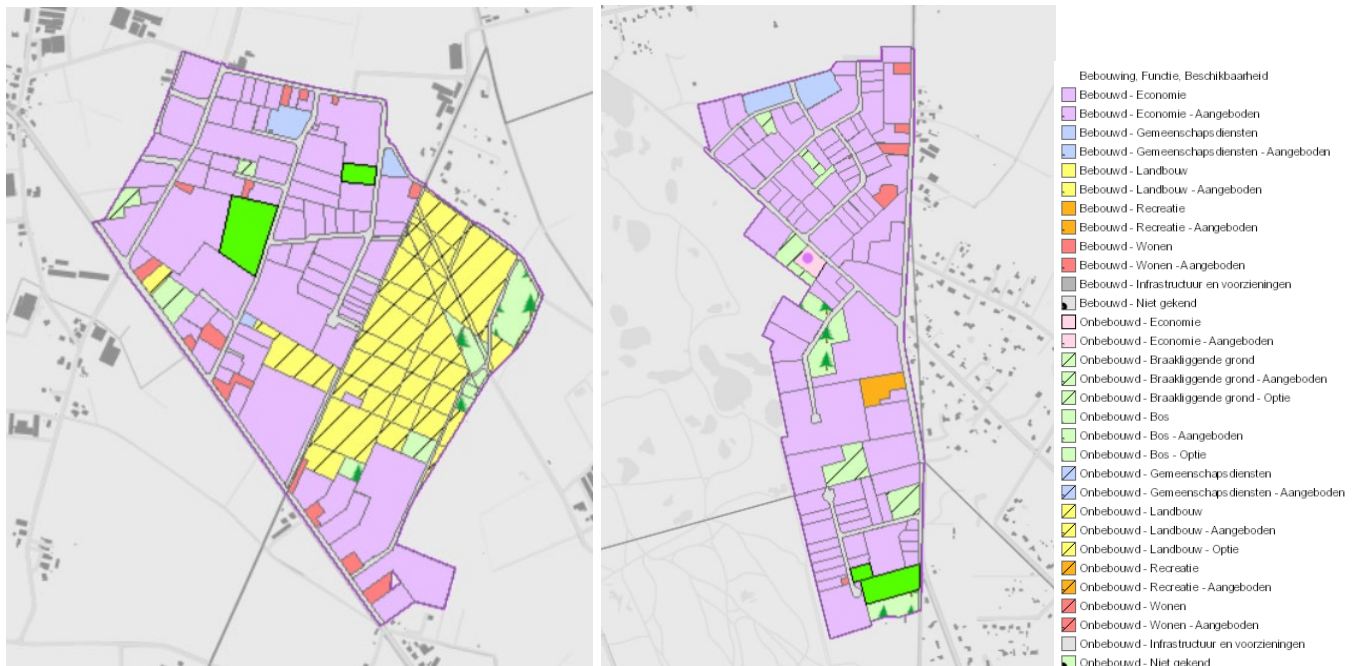 Bebouwing, Functie, Beschikbaarheid
Bebouwd - Economie
Bebouwd - Economie - Aangeboden
Bebouwd - Gemeenschapsdiensten
Bebouwd - Gemeenschapsdiensten - Aangeboden
Bebouwd - Landbouw
Bebouwd - Landbouw - Aangeboden
Bebouwd - Recreatie
Bebouwd - Recreatie - Aangeboden
Bebouwd - Wonen
Bebouwd - Wonen - Aangeboden
Bebouwd - Infrastructuur en voorzieningen
Bebouwd - Niet gekend
Onbebouwd - Economie
Onbebouwd - Economie - Aangeboden
Onbebouwd - Braakliggende grond
Onbebouwd - Braakliggende grond - Aangeboden
Onbebouwd - Braakliggende grond - Optie
Onbebouwd - Bos
Onbebouwd - Bos - Aangeboden
Onbebouwd - Bos - Optie
Onbebouwd - Gemeenschapsdiensten
Onbebouwd - Gemeenschapsdiensten - Aangeboden
Onbebouwd - Landbouw
Onbebouwd - Landbouw - Aangeboden
Onbebouwd - Landbouw - Optie
Onbebouwd - Recreatie
Onbebouwd - Recreatie - Aangeboden
Onbebouwd - Wonen
Onbebouwd - Wonen - Aangeboden
Onbebouwd - Infrastructuur en voorzieningen
Onbebouwd - Niet gekend